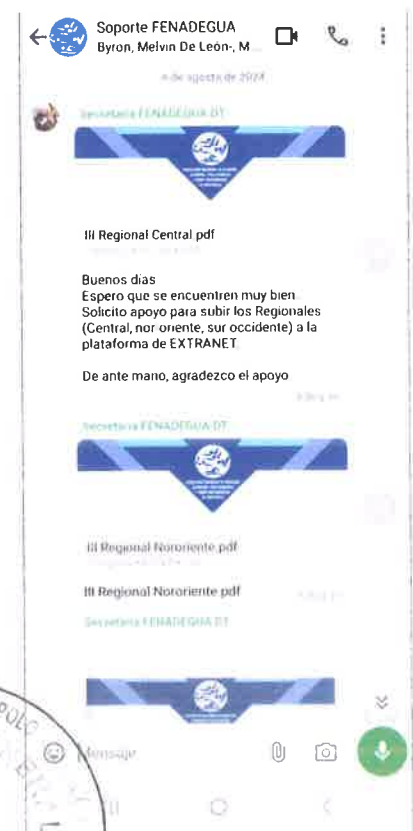 Soporte FENADEGUA
Byron, Melvin De León-, M
de agosto de
Secretaria FENADEGUA DT
III Regional Central.pdf
Buenos dias
Espero que se encuentren muy bien
Solicito apoyo para subir los Regionales
(Central, nor-oriente, sur occidente) a la
plataforma de EXTRANET
De ante mano, agradezco el apoyo
Secretaria FENADEGUA DT
III Regional Nororiente.pdf
III Regional Nororiente.pdf
Secretaria FENADEGUA DT
Mensaje